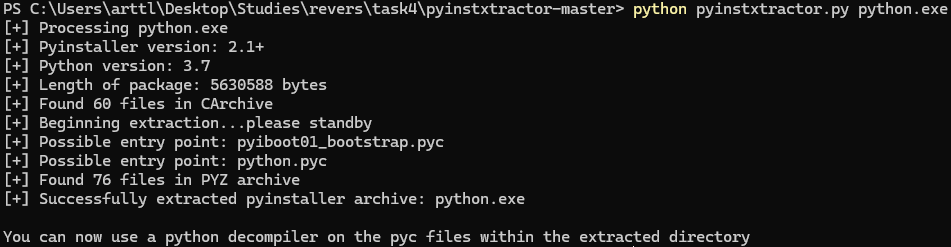 PS C:\Users\arttl\Desktop\Studies\revers\task4\pyinstxtractor-master> python pyinstxtractor.py python.exe
[+] Processing python.exe
[+] Pyinstaller version: 2.1+
[+] Python version: 3.7
[+] Length of package: 5630588 bytes
[+] Found 60 files in CArchive
[+] Beginning extraction...please standby
[+] Possible entry point: pyiboot01_bootstrap.pyc
[+] Possible entry point: python.pyc
[+] Found 76 files in PYZ archive
[+] Successfully extracted pyinstaller archive: python.exe
You can now use a python decompiler on the pyc files within the extracted directory